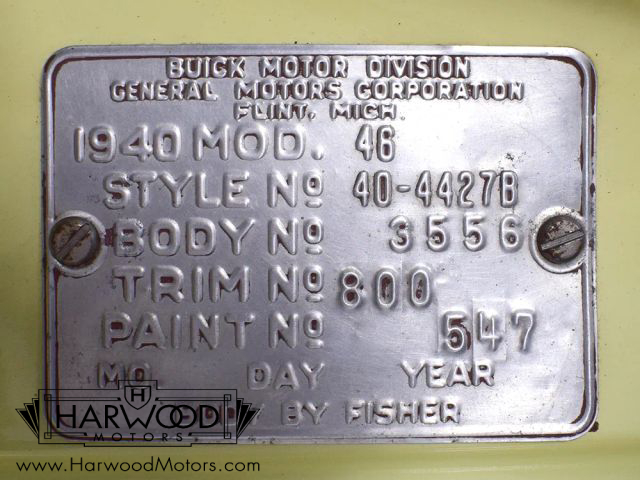 BUICK MOTOR DIVISION
GENERAL MOTORS CORPORATION
FLINT, MICH.
1940 MOD. 46
STYLE Nº 40-4427B
BODY Nº 3556
TRIM Nº 800
PAINT Nº 547
MO DAY YEAR
BY FISHER
H
HARWOOD
MOTORS
www.HarwoodMotors.com